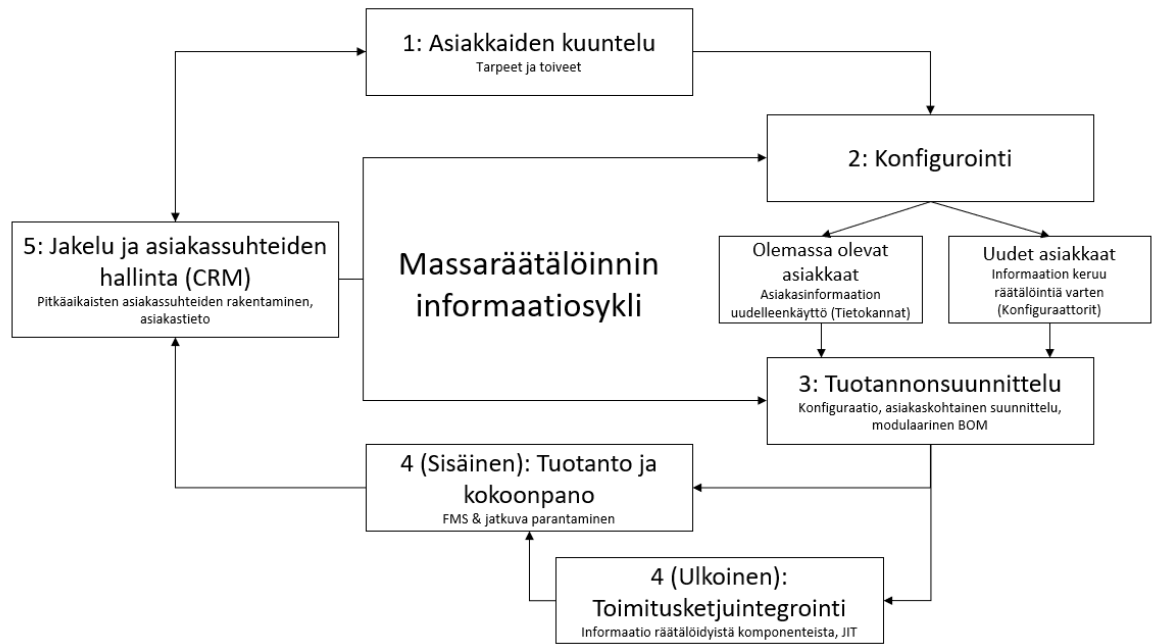 1: Asiakkaiden kuuntelu
Tarpeet ja toiveet
2: Konfigurointi
5: Jakelu ja asiakassuhteiden
hallinta (CRM)
Pitkäaikaisten asiakassuhteiden rakentaminen,
asiakastieto
Massaräätälöinnin
informaatiosykli
Olemassa olevat
asiakkaat
Asiakasinformaation
uudelleenkäyttö (Tietokannat)
Uudet asiakkaat
Informaation keruu
räätälöintiä varten
(Konfiguraattorit)
3: Tuotannonsuunnittelu
Konfiguraatio, asiakaskohtainen suunnittelu,
modulaarinen BOM
4 (Sisäinen): Tuotanto ja
kokoonpano
FMS & jatkuva parantaminen
4 (Ulkoinen):
Toimitusketjuintegrointi
Informaatio räätälöidyistä komponenteista, JIT